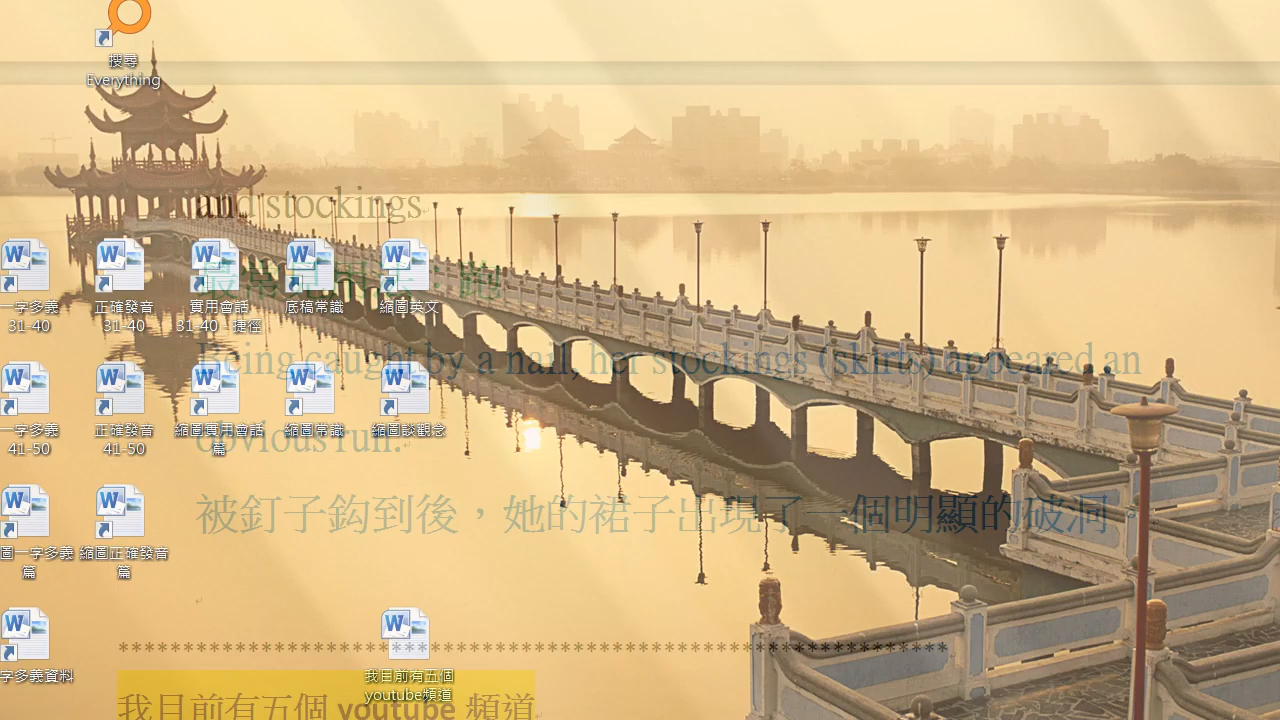 搜尋
Everything
and stockings
一字多義
31-40
正確發音
31-40
實用會話
31-40 - 捷徑
底稿常識
縮圖英文
Being caught by a nail, her stockings (skirts) appeared an
obvious run.
一字多義
41-50
正確發音
41-50
縮圖實用會話
篇
縮圖常識
縮圖談觀念
被釘子鈎到後，她的裙子出現了一個明顯的破洞
圖一字多義
篇
縮圖正確發音
篇
字多義資料
我目前有五個
youtube頻道
我目前有五個 youtube 頻道